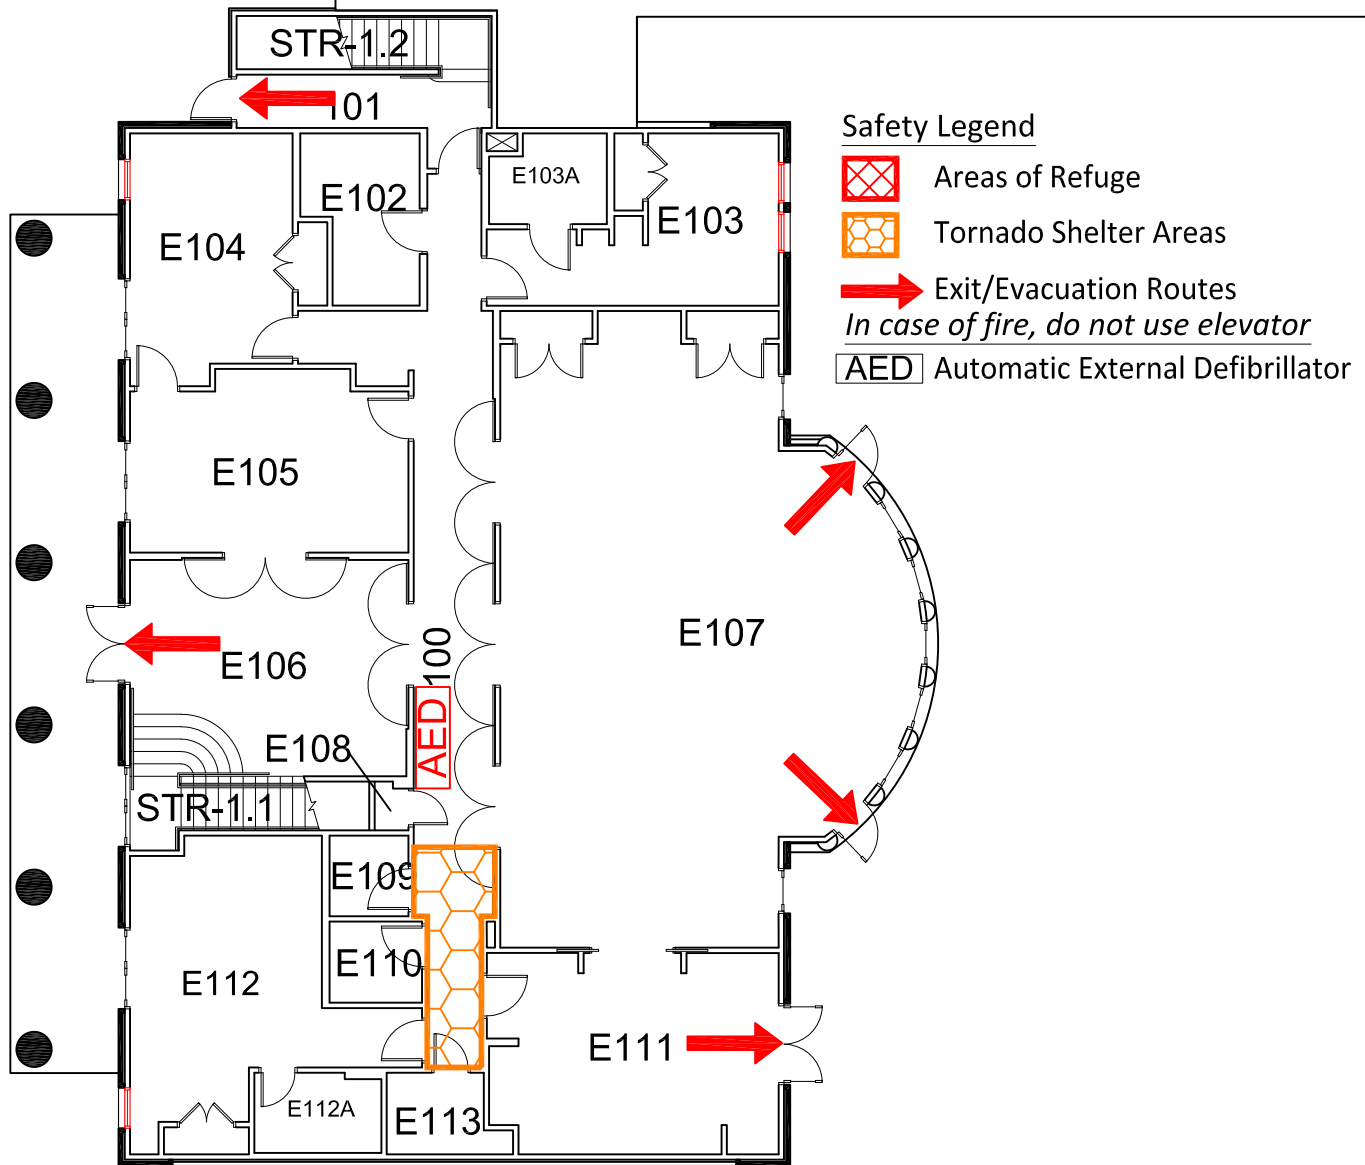 STR-1.2
101
E103A
E102
E103
E104
Safety Legend
Areas of Refuge
Tornado Shelter Areas
Exit/Evacuation Routes
In case of fire, do not use elevator
AED Automatic External Defibrillator
E105
E107
100
E106
AED
E108
STR-1.1
E109
E110
E112
E111
E112A
E113